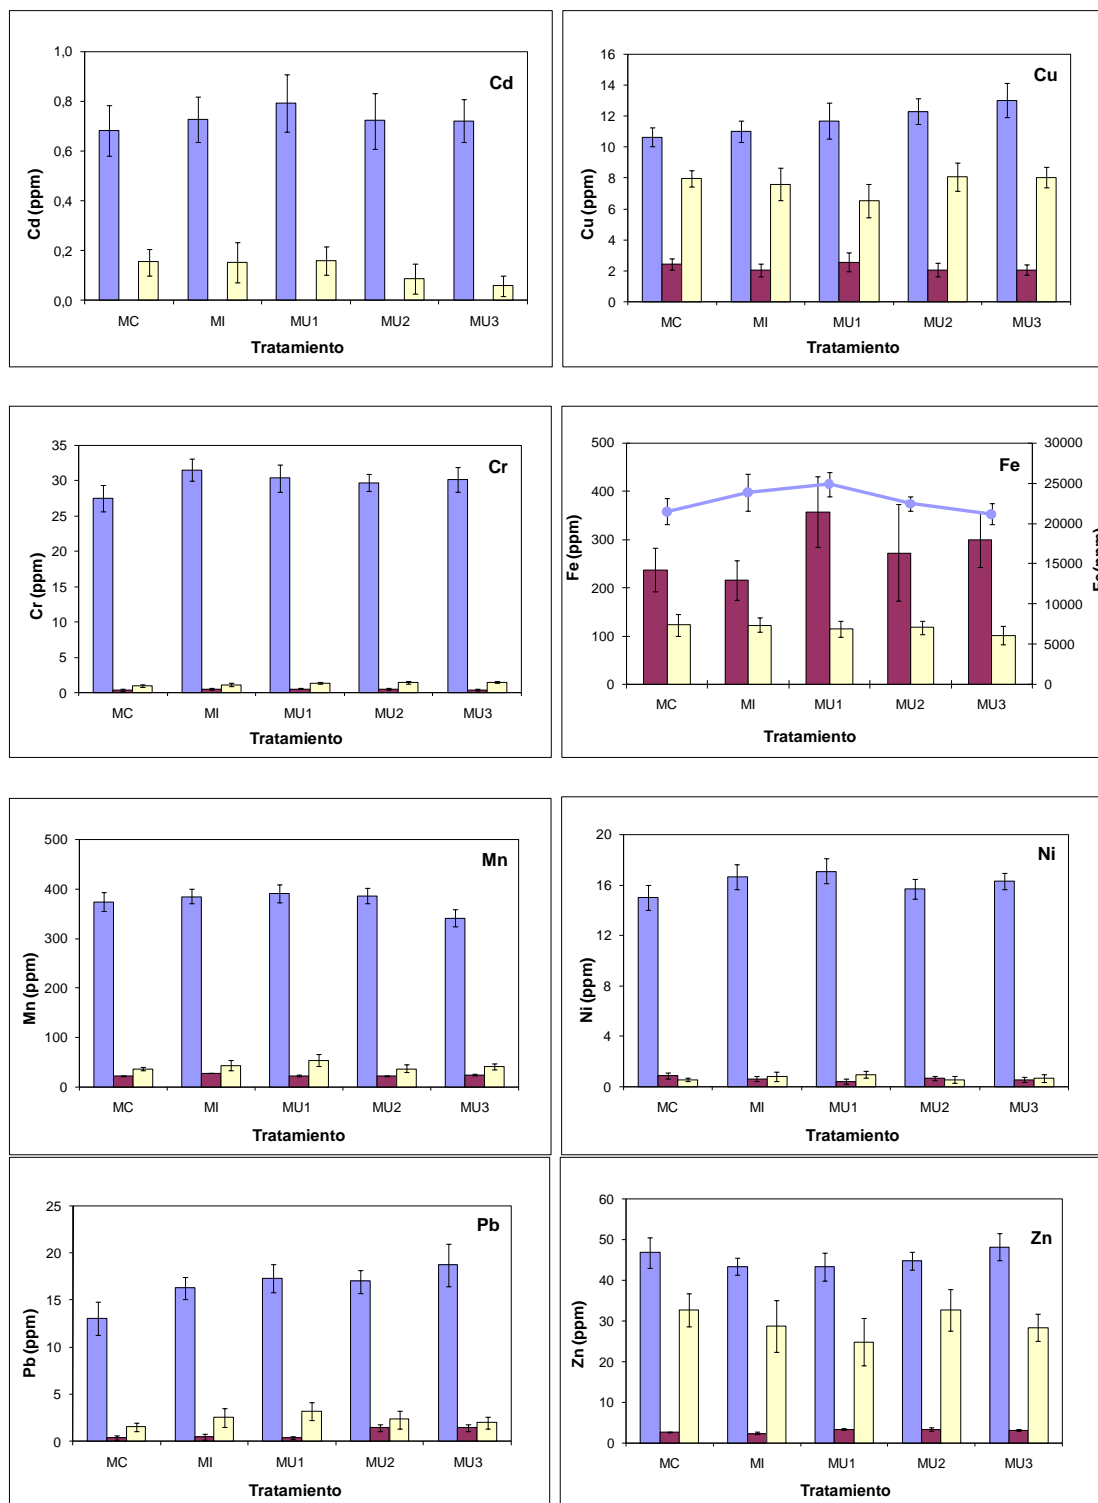 Cd
Cd (ppm)
1,0
0,8
0,6
0,4
0,2
0,0
MC MI MU1 MU2 MU3
Tratamiento
Cu
Cu (ppm)
16
14
12
10
8
6
4
2
0
MC MI MU1 MU2 MU3
Tratamiento
Cr
Cr (ppm)
35
30
25
20
15
10
5
0
MC MI MU1 MU2 MU3
Tratamiento
Fe
Fe (ppm)
500
400
300
200
100
0
30000
25000
20000
15000
10000
5000
0
Fe (ppm)
MC MI MU1 MU2 MU3
Tratamiento
Mn
Mn (ppm)
500
400
300
200
100
0
MC MI MU1 MU2 MU3
Tratamiento
Ni
Ni (ppm)
20
16
12
8
4
0
MC MI MU1 MU2 MU3
Tratamiento
Pb
Pb (ppm)
25
20
15
10
5
0
MC MI MU1 MU2 MU3
Tratamiento
Zn
Zn (ppm)
60
50
40
30
20
10
0
MC MI MU1 MU2 MU3
Tratamiento